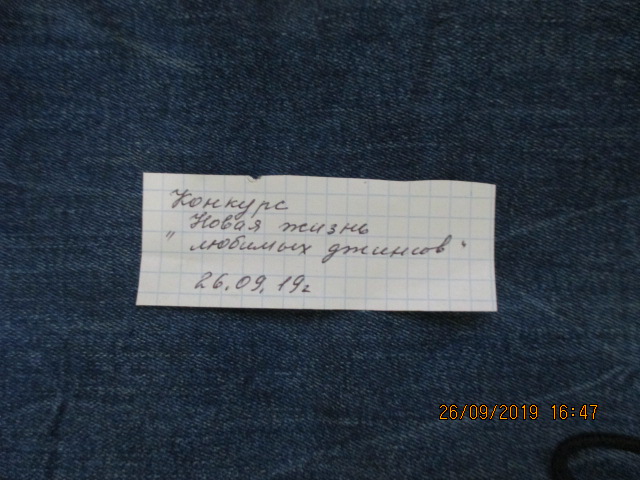 Конкурс
Новая жизнь
" любимых джинсов "
26.09.19г
26/09/2019 16:47